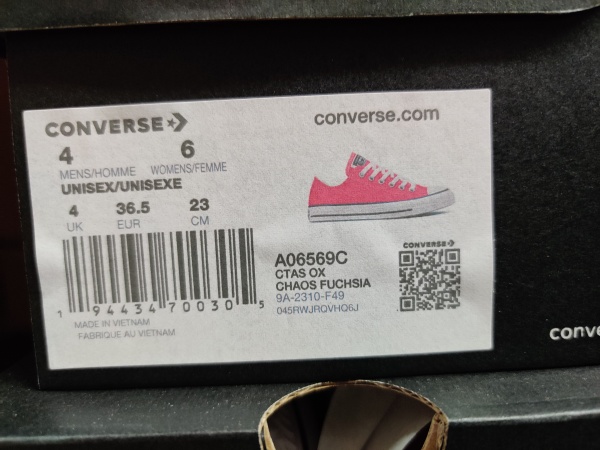 CONVERSE
converse.com
4 6
MENS/HOMME WOMENS/FEMME
UNISEX/UNISEXE
4 36.5 23
UK EUR CM
A06569C
CTAS OX
CHAOS FUCHSIA
9A-2310-F49
045RWJRQVHQ6J
CONVERSE
1 94434 70030 5
MADE IN VIETNAM
FABRIQUE AU VIETNAM
conve